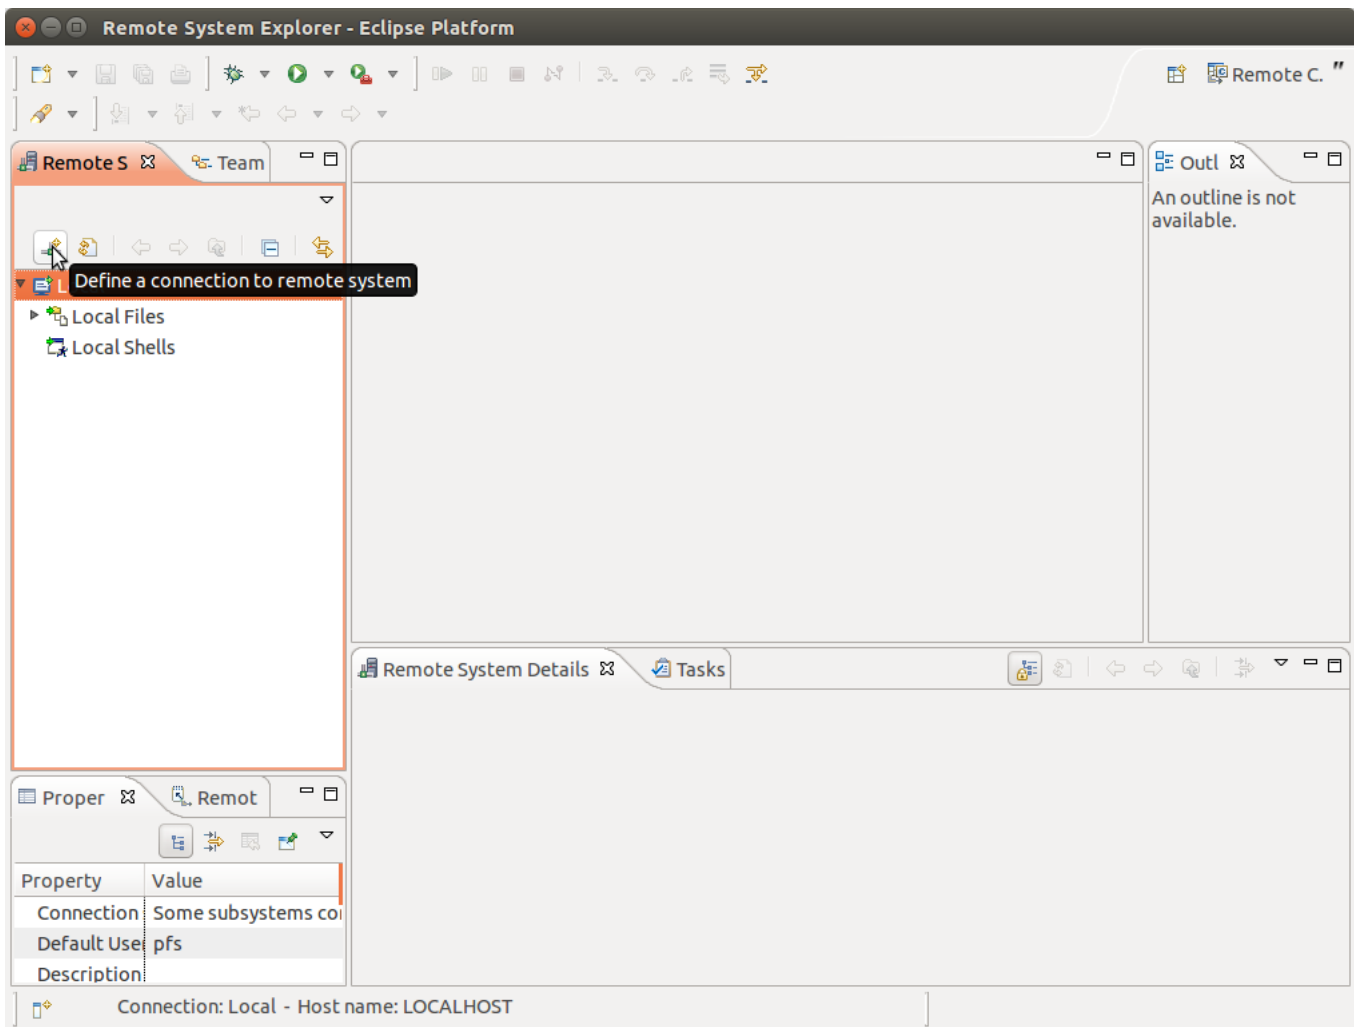 Remote System Explorer - Eclipse Platform
Remote C. "
Remote S
Team
Outl
An outline is not
available.
Define a connection to remote system
L
Local Files
Local Shells
Remote System Details
Tasks
Proper
Remot
Property Value
Connection Some subsystems co
Default Use pfs
Description
Connection: Local - Host name: LOCALHOST